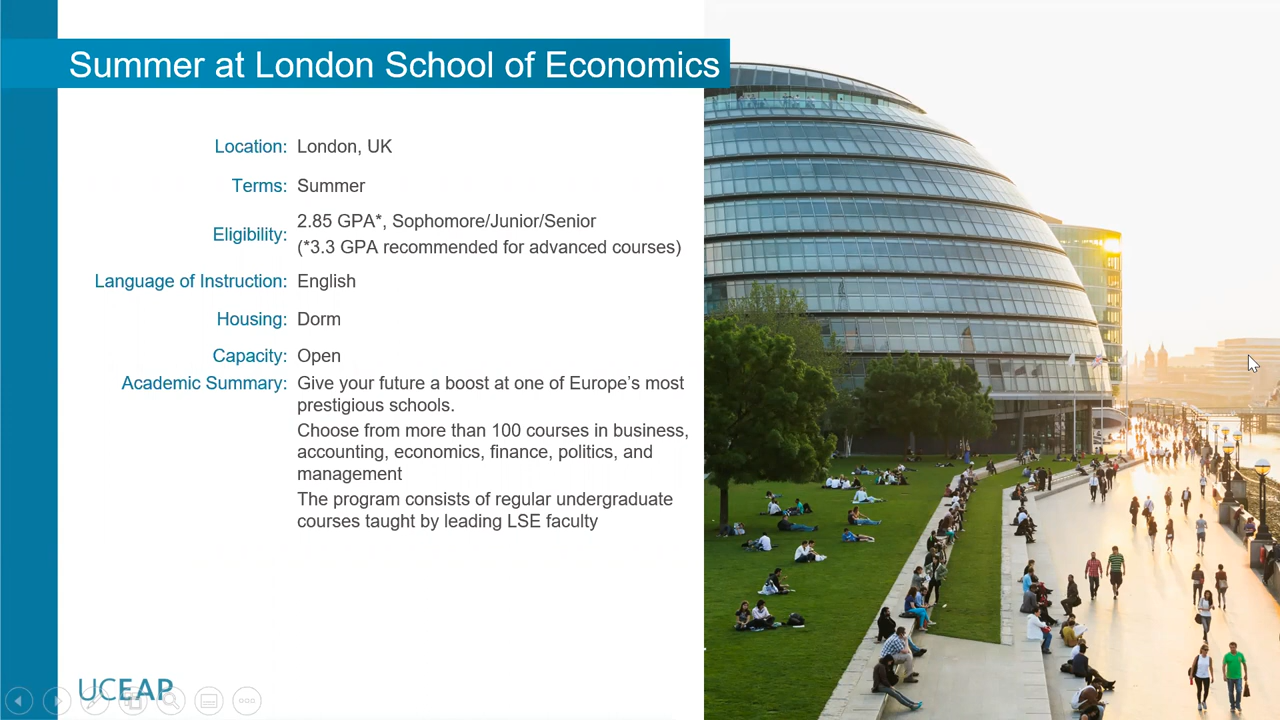 Summer at London School of Economics
Location: London, UK
Terms: Summer
Eligibility: 2.85 GPA*, Sophomore/Junior/Senior
(*3.3 GPA recommended for advanced courses)
Language of Instruction: English
Housing: Dorm
Capacity: Open
Academic Summary: Give your future a boost at one of Europe’s most
prestigious schools.
Choose from more than 100 courses in business,
accounting, economics, finance, politics, and
management
The program consists of regular undergraduate
courses taught by leading LSE faculty
UCEAP